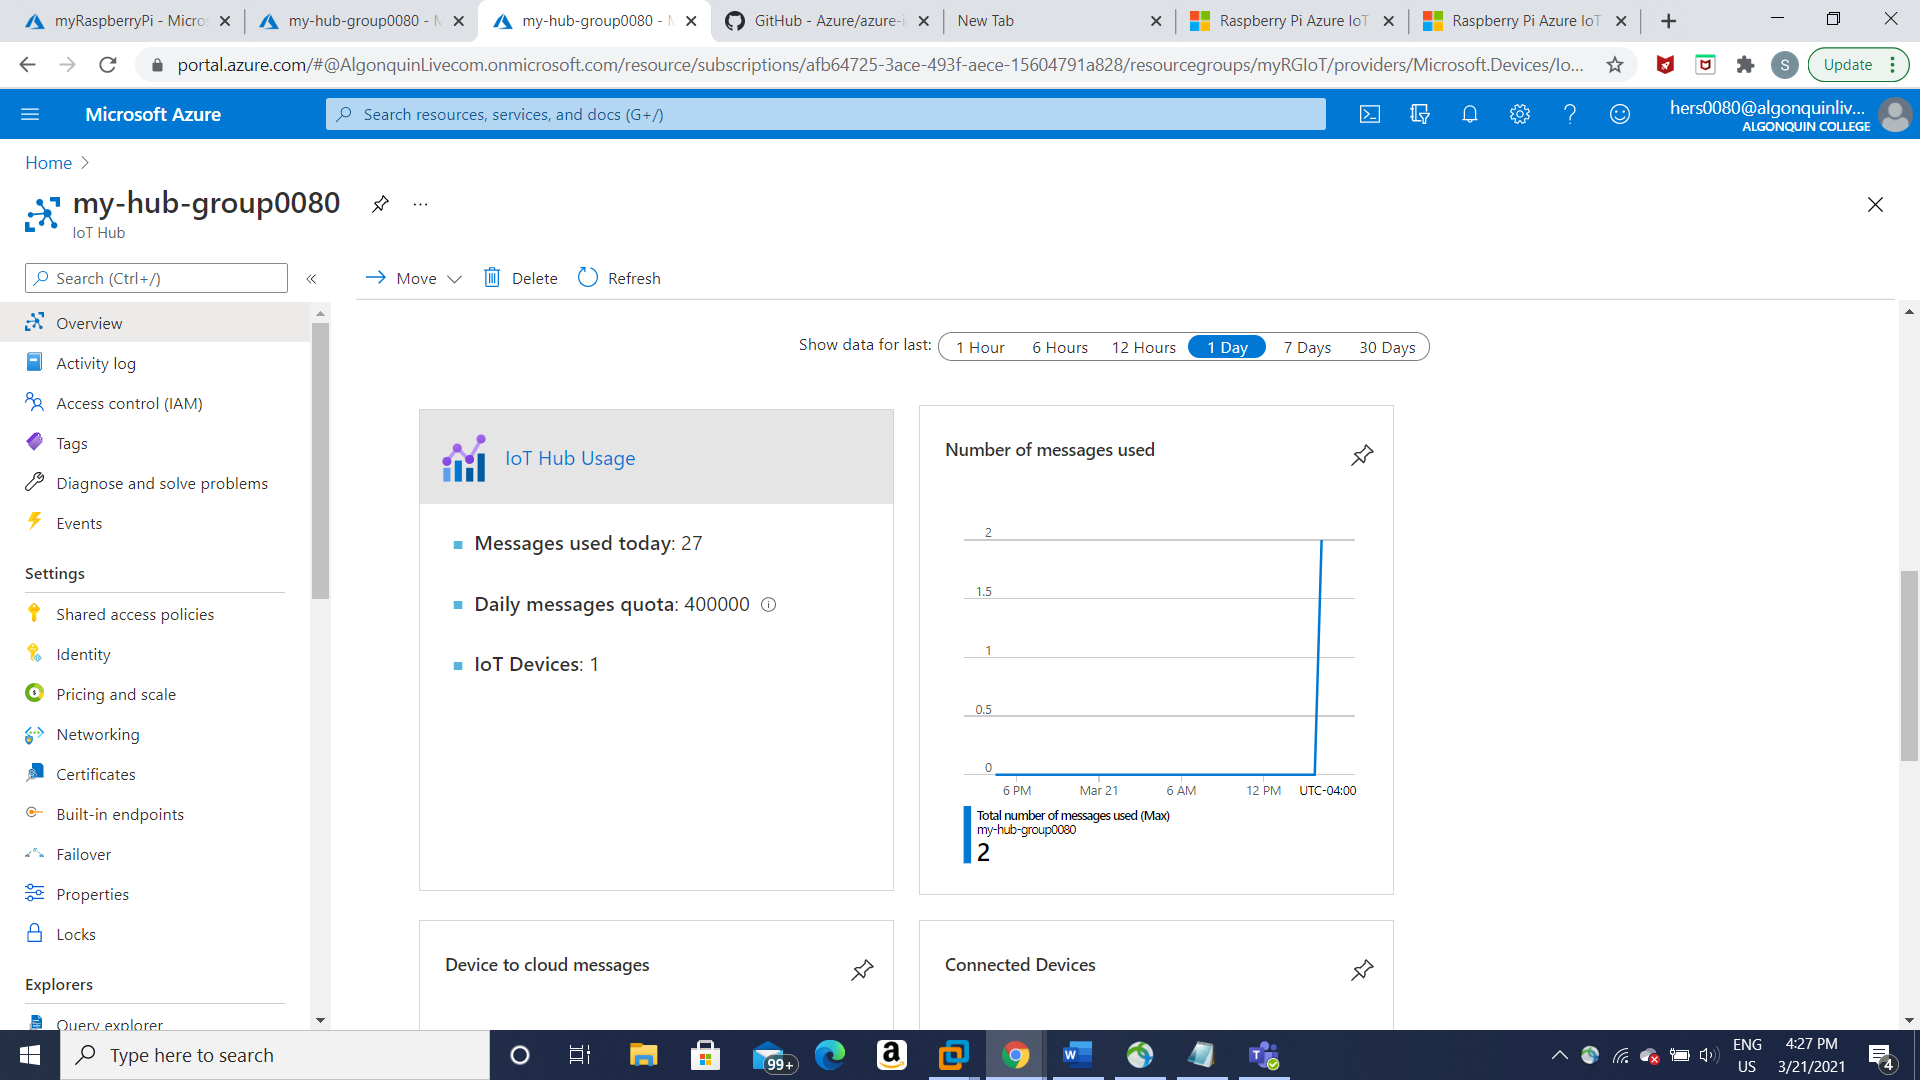 myRaspberryPi - Micros
my-hub-group0080 - M
my-hub-group0080 - M
GitHub - Azure/azure-i
New Tab
Raspberry Pi Azure IoT
Raspberry Pi Azure IoT
portal.azure.com/#@AlgonquinLivecom.onmicrosoft.com/resource/subscriptions/afb64725-3ace-493f-aece-15604791a828/resourcegroups/myRGIoT/providers/Microsoft.Devices/Io...
S
Update
Microsoft Azure
Search resources, services, and docs (G+/)
hers0080@algonquinliv...
ALGONQUIN COLLEGE
Home
my-hub-group0080
...
IoT Hub
Search (Ctrl+/)
«
Move
Delete
Refresh
Overview
Activity log
Access control (IAM)
Tags
Diagnose and solve problems
Events
Settings
Shared access policies
Identity
Pricing and scale
Networking
Certificates
Built-in endpoints
Failover
Properties
Locks
Explorers
Query explorer
Show data for last:
1 Hour
6 Hours
12 Hours
1 Day
7 Days
30 Days
IoT Hub Usage
Messages used today: 27
Daily messages quota: 400000
IoT Devices: 1
Number of messages used
2
1.5
1
0.5
0
6 PM
Mar 21
6 AM
12 PM
UTC-04:00
Total number of messages used (Max)
my-hub-group0080
2
Device to cloud messages
Connected Devices
Type here to search
99+
ENG
US
4:27 PM
3/21/2021
4